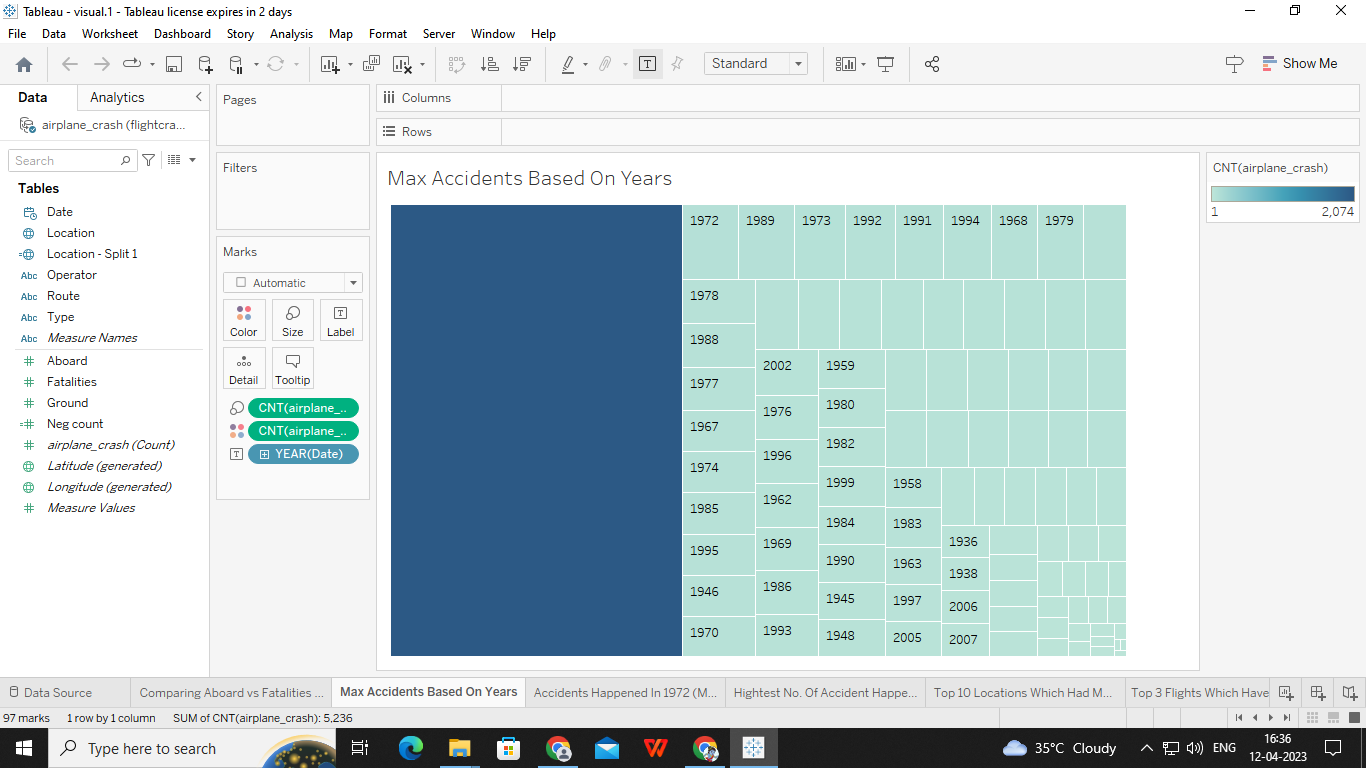 Tableau - visual.1 - Tableau license expires in 2 days
File Data Worksheet Dashboard Story Analysis Map Format Server Window Help
Standard
Show Me
Data Analytics
airplane_crash (flightcra...
Search
Tables
Date
Location
Location - Split 1
Abc Operator
Abc Route
Abc Type
Abc Measure Names
Aboard
Fatalities
Ground
Neg count
airplane_crash (Count)
Latitude (generated)
Longitude (generated)
Measure Values
Pages
Filters
Marks
Automatic
Color Size Label
Detail Tooltip
CNT(airplane_..
CNT(airplane_..
YEAR(Date)
Columns
Rows
Max Accidents Based On Years
1972 1989 1973 1992 1991 1994 1968 1979
1978
1988
1977
1967
1974
1985
1995
1946
1970
2002
1976
1996
1962
1969
1986
1993
1959
1980
1982
1999
1984
1990
1945
1948
1958
1983
1963
1997
2005
1936
1938
2006
2007
CNT(airplane_crash)
1 2,074
Data Source Comparing Aboard vs Fatalities ... Max Accidents Based On Years Accidents Happened In 1972 (M... Hightest No. Of Accident Happe... Top 10 Locations Which Had M... Top 3 Flights Which Have
97 marks 1 row by 1 column SUM of CNT(airplane_crash): 5,236
Type here to search
35°C Cloudy
ENG
16:36
12-04-2023